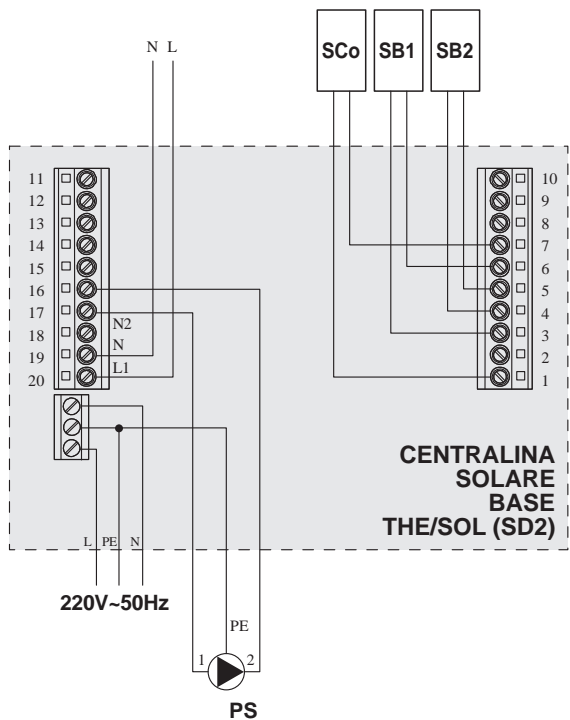 N L
SCo SB1 SB2
11
12
13
14
15
16
17
18
19
20
N2
N
L1
10
9
8
7
6
5
4
3
2
1
CENTRALINA
SOLARE
BASE
THE/SOL (SD2)
L PE N
220V~50Hz
PE
1 2
PS